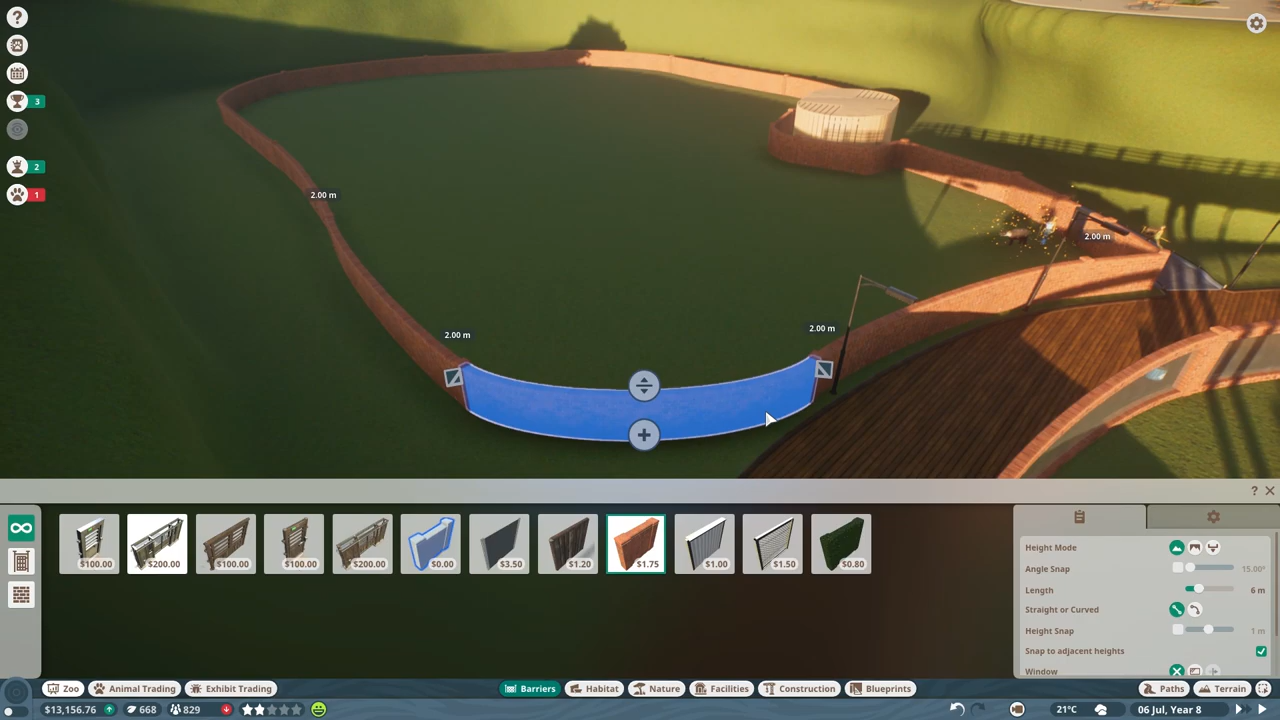 ?
3
2
1
2.00 m
2.00 m
2.00 m
2.00 m
?
$100.00
$200.00
$100.00
$100.00
$200.00
$0.00
$3.50
$1.20
$1.75
$1.00
$1.50
$0.80
Height Mode
Angle Snap 15.00°
Length 6 m
Straight or Curved
Height Snap 1 m
Snap to adjacent heights
Window
Zoo Animal Trading Exhibit Trading Barriers Habitat Nature Facilities Construction Blueprints Paths Terrain
$13,156.76 668 829 21°C 06 Jul, Year 8